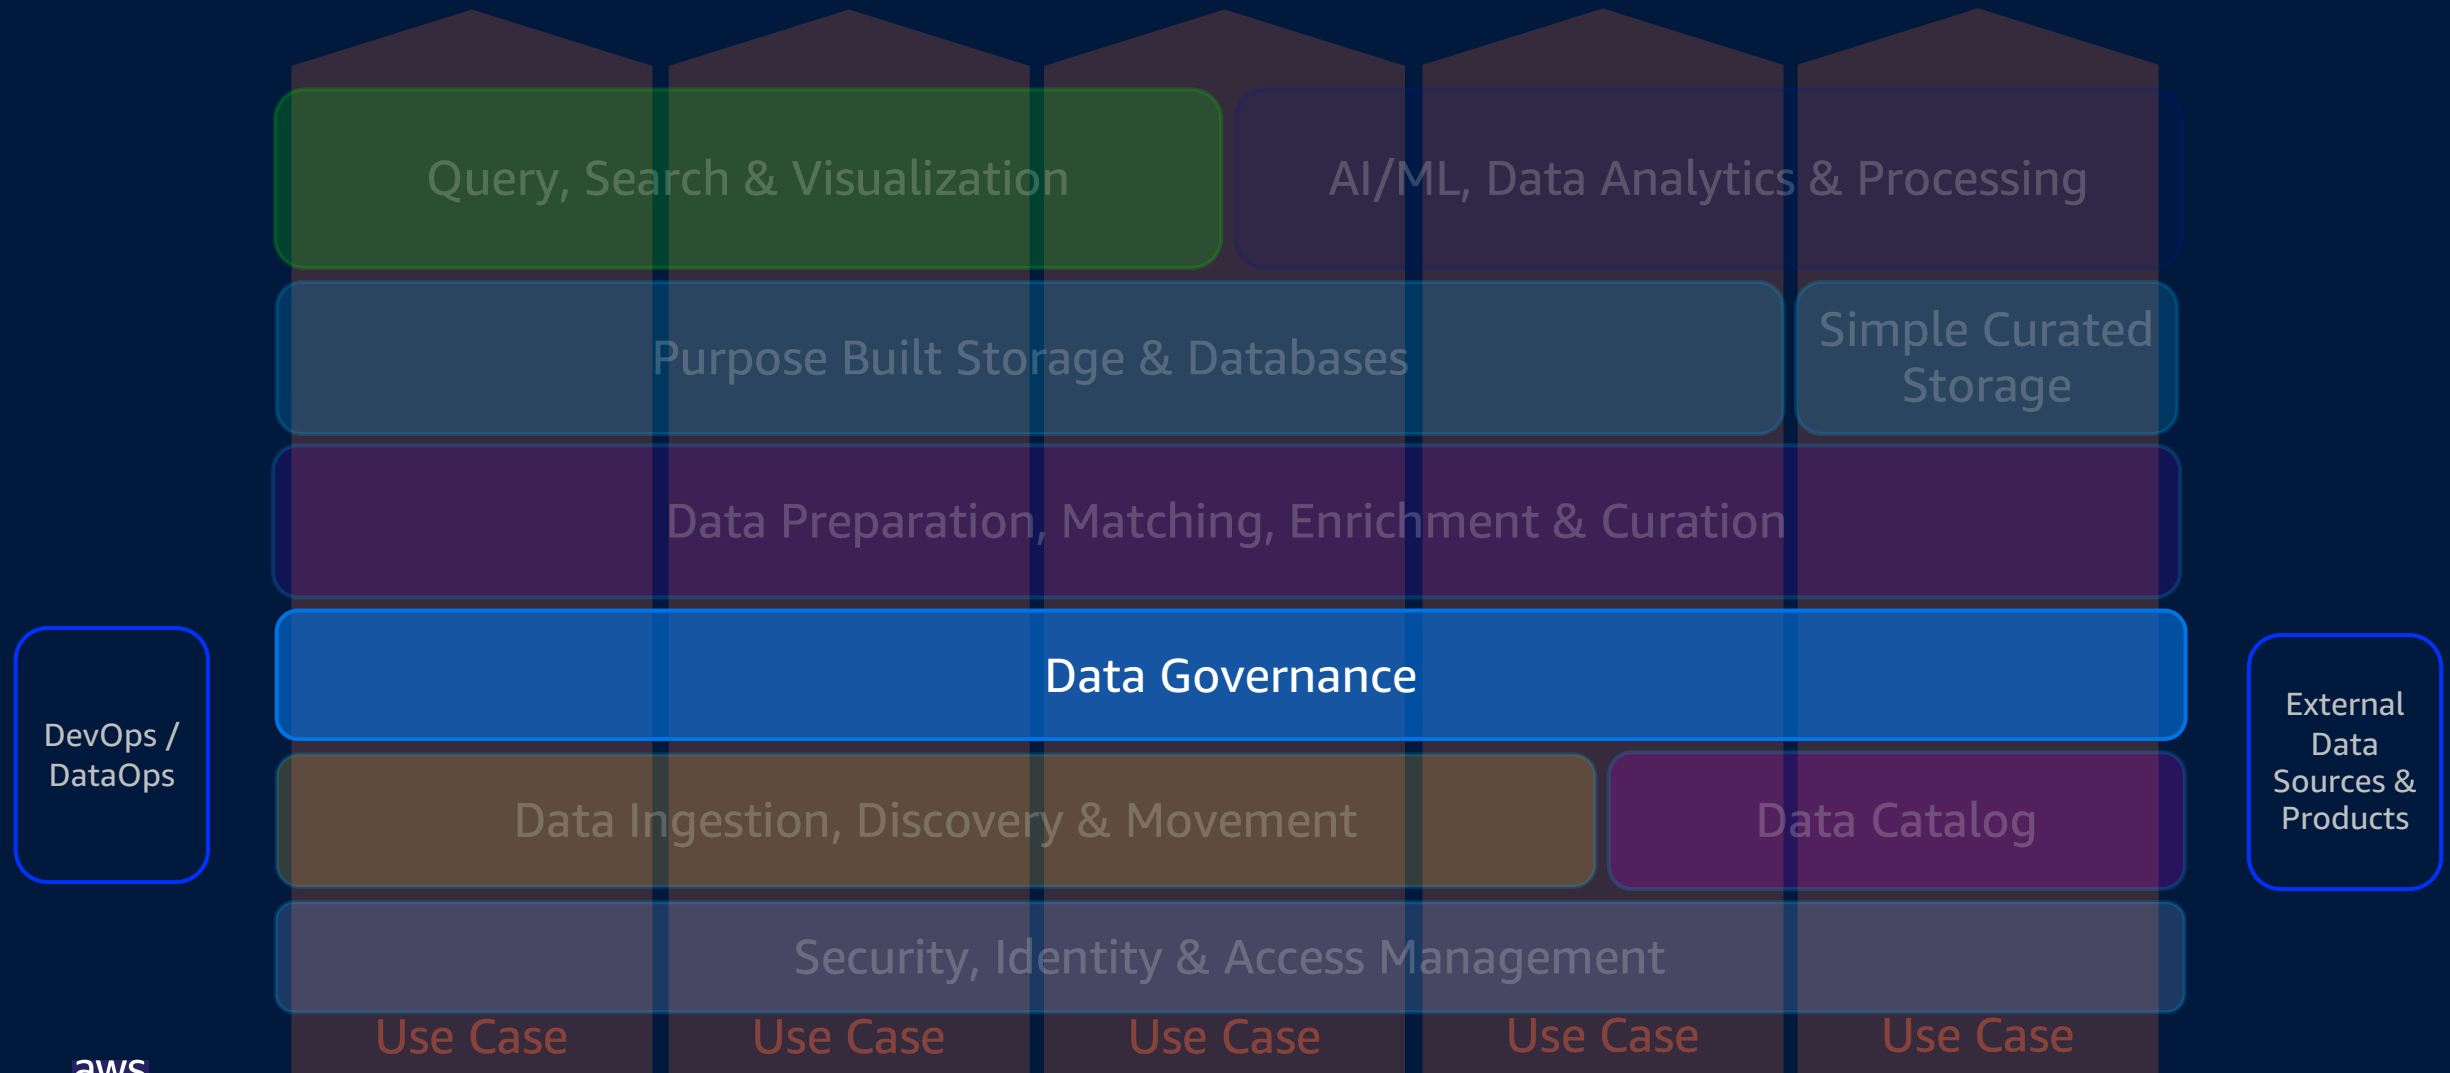 Query, Search & Visualization
AI/ML, Data Analytics & Processing
Purpose Built Storage & Databases
Simple Curated
Storage
Data Preparation, Matching, Enrichment & Curation
Data Governance
DevOps /
DataOps
External
Data
Sources &
Products
Data Ingestion, Discovery & Movement
Data Catalog
Security, Identity & Access Management
Use Case
Use Case
Use Case
Use Case
Use Case
aws